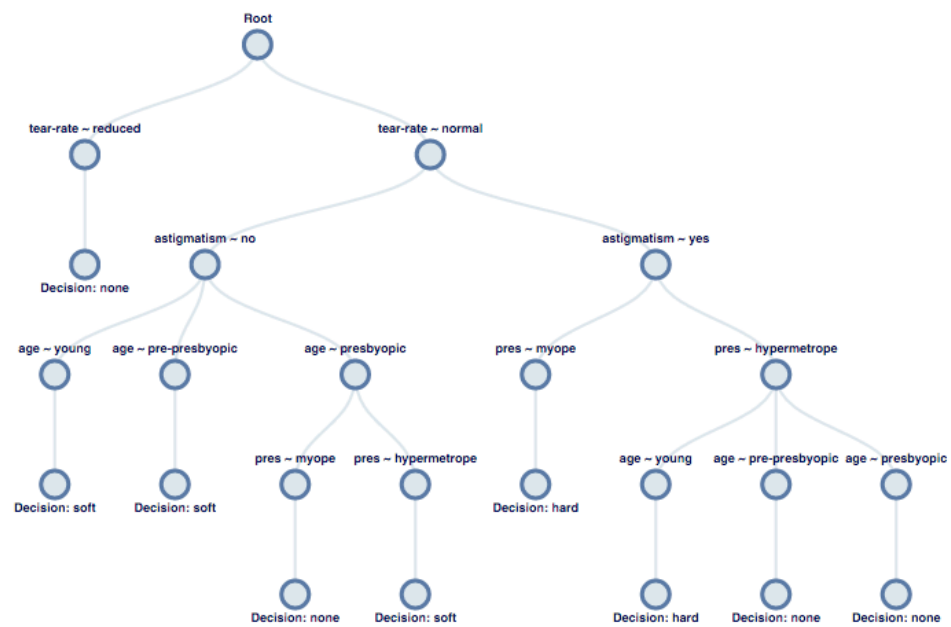 Root
tear-rate ~ reduced
tear-rate ~ normal
astigmatism ~ no
astigmatism ~ yes
Decision: none
age ~ young
age ~ pre-presbyopic
age ~ presbyopic
pres ~ myope
pres ~ hypermetrope
pres ~ myope
pres ~ hypermetrope
age ~ young
age ~ pre-presbyopic
age ~ presbyopic
Decision: soft
Decision: soft
Decision: hard
Decision: none
Decision: soft
Decision: hard
Decision: none
Decision: none